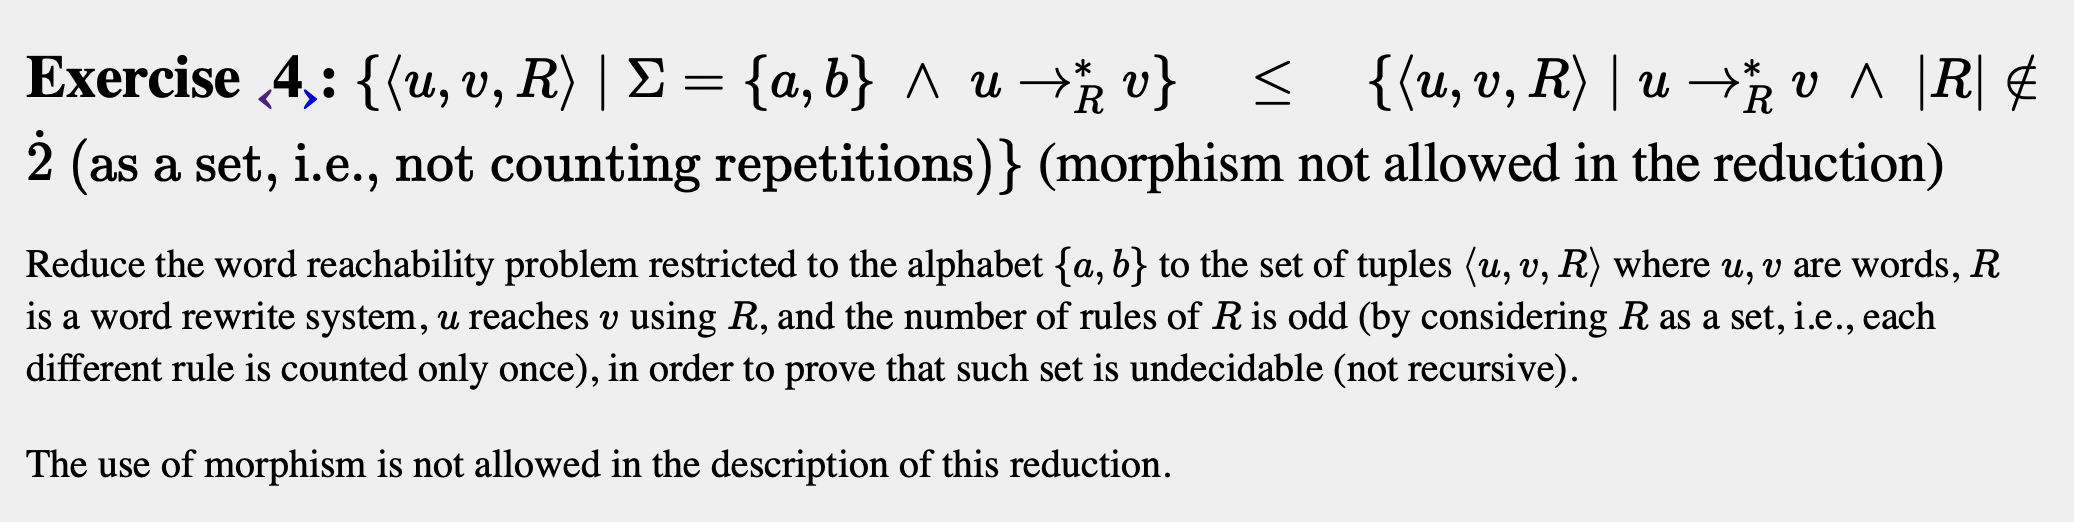 Exercise ‹4›: {⟨u, v, R⟩ | Σ = {a, b} ∧ u →*_R v} ≤ {⟨u, v, R⟩ | u →*_R v ∧ |R| ∉
2̇ (as a set, i.e., not counting repetitions)} (morphism not allowed in the reduction)
Reduce the word reachability problem restricted to the alphabet {a, b} to the set of tuples ⟨u, v, R⟩ where u, v are words, R
is a word rewrite system, u reaches v using R, and the number of rules of R is odd (by considering R as a set, i.e., each
different rule is counted only once), in order to prove that such set is undecidable (not recursive).
The use of morphism is not allowed in the description of this reduction.